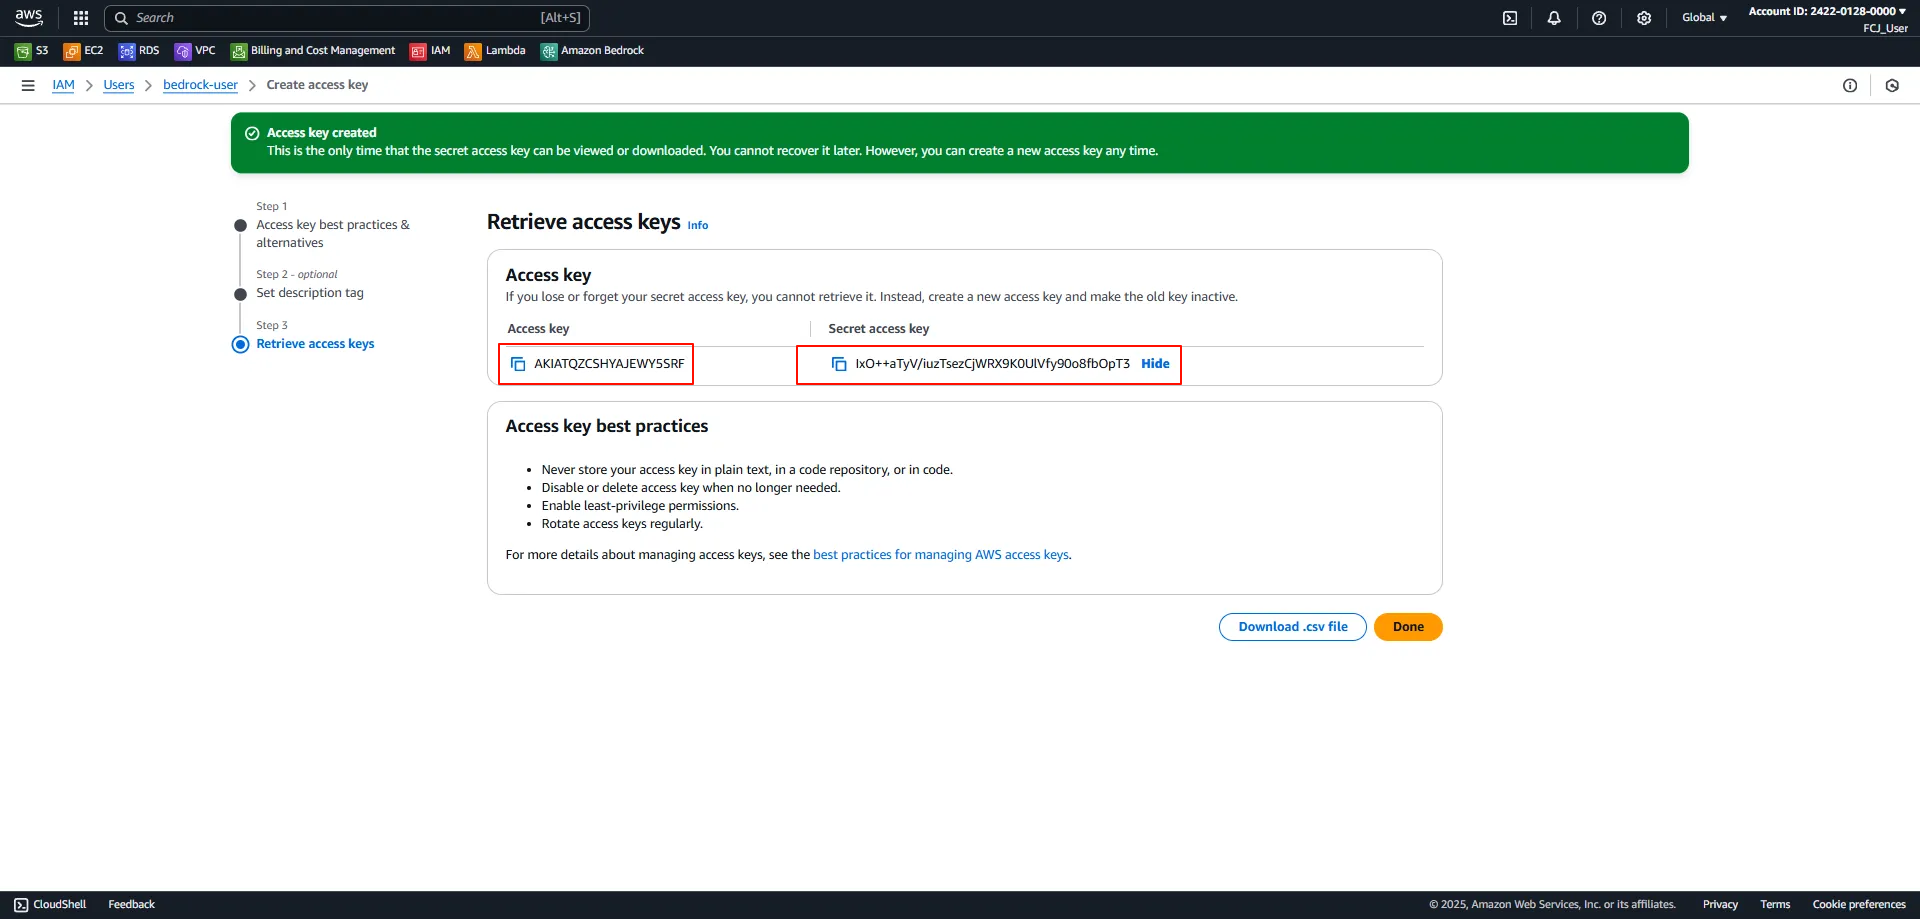 aws
Search
[Alt+S]
Global
Account ID: 2422-0128-0000
FCJ_User
S3
EC2
RDS
VPC
Billing and Cost Management
IAM
Lambda
Amazon Bedrock
IAM > Users > bedrock-user > Create access key
Access key created
This is the only time that the secret access key can be viewed or downloaded. You cannot recover it later. However, you can create a new access key any time.
Step 1
Access key best practices &
alternatives
Step 2 - optional
Set description tag
Step 3
Retrieve access keys
Retrieve access keys Info
Access key
If you lose or forget your secret access key, you cannot retrieve it. Instead, create a new access key and make the old key inactive.
Access key
Secret access key
AKIATQZCSHYAJEWY5SRF
IxO++aTyV/iuzTsezCjWRX9K0UlVfy90o8fbOpT3 Hide
Access key best practices
• Never store your access key in plain text, in a code repository, or in code.
• Disable or delete access key when no longer needed.
• Enable least-privilege permissions.
• Rotate access keys regularly.
For more details about managing access keys, see the best practices for managing AWS access keys.
Download .csv file
Done
CloudShell
Feedback
© 2025, Amazon Web Services, Inc. or its affiliates.
Privacy
Terms
Cookie preferences